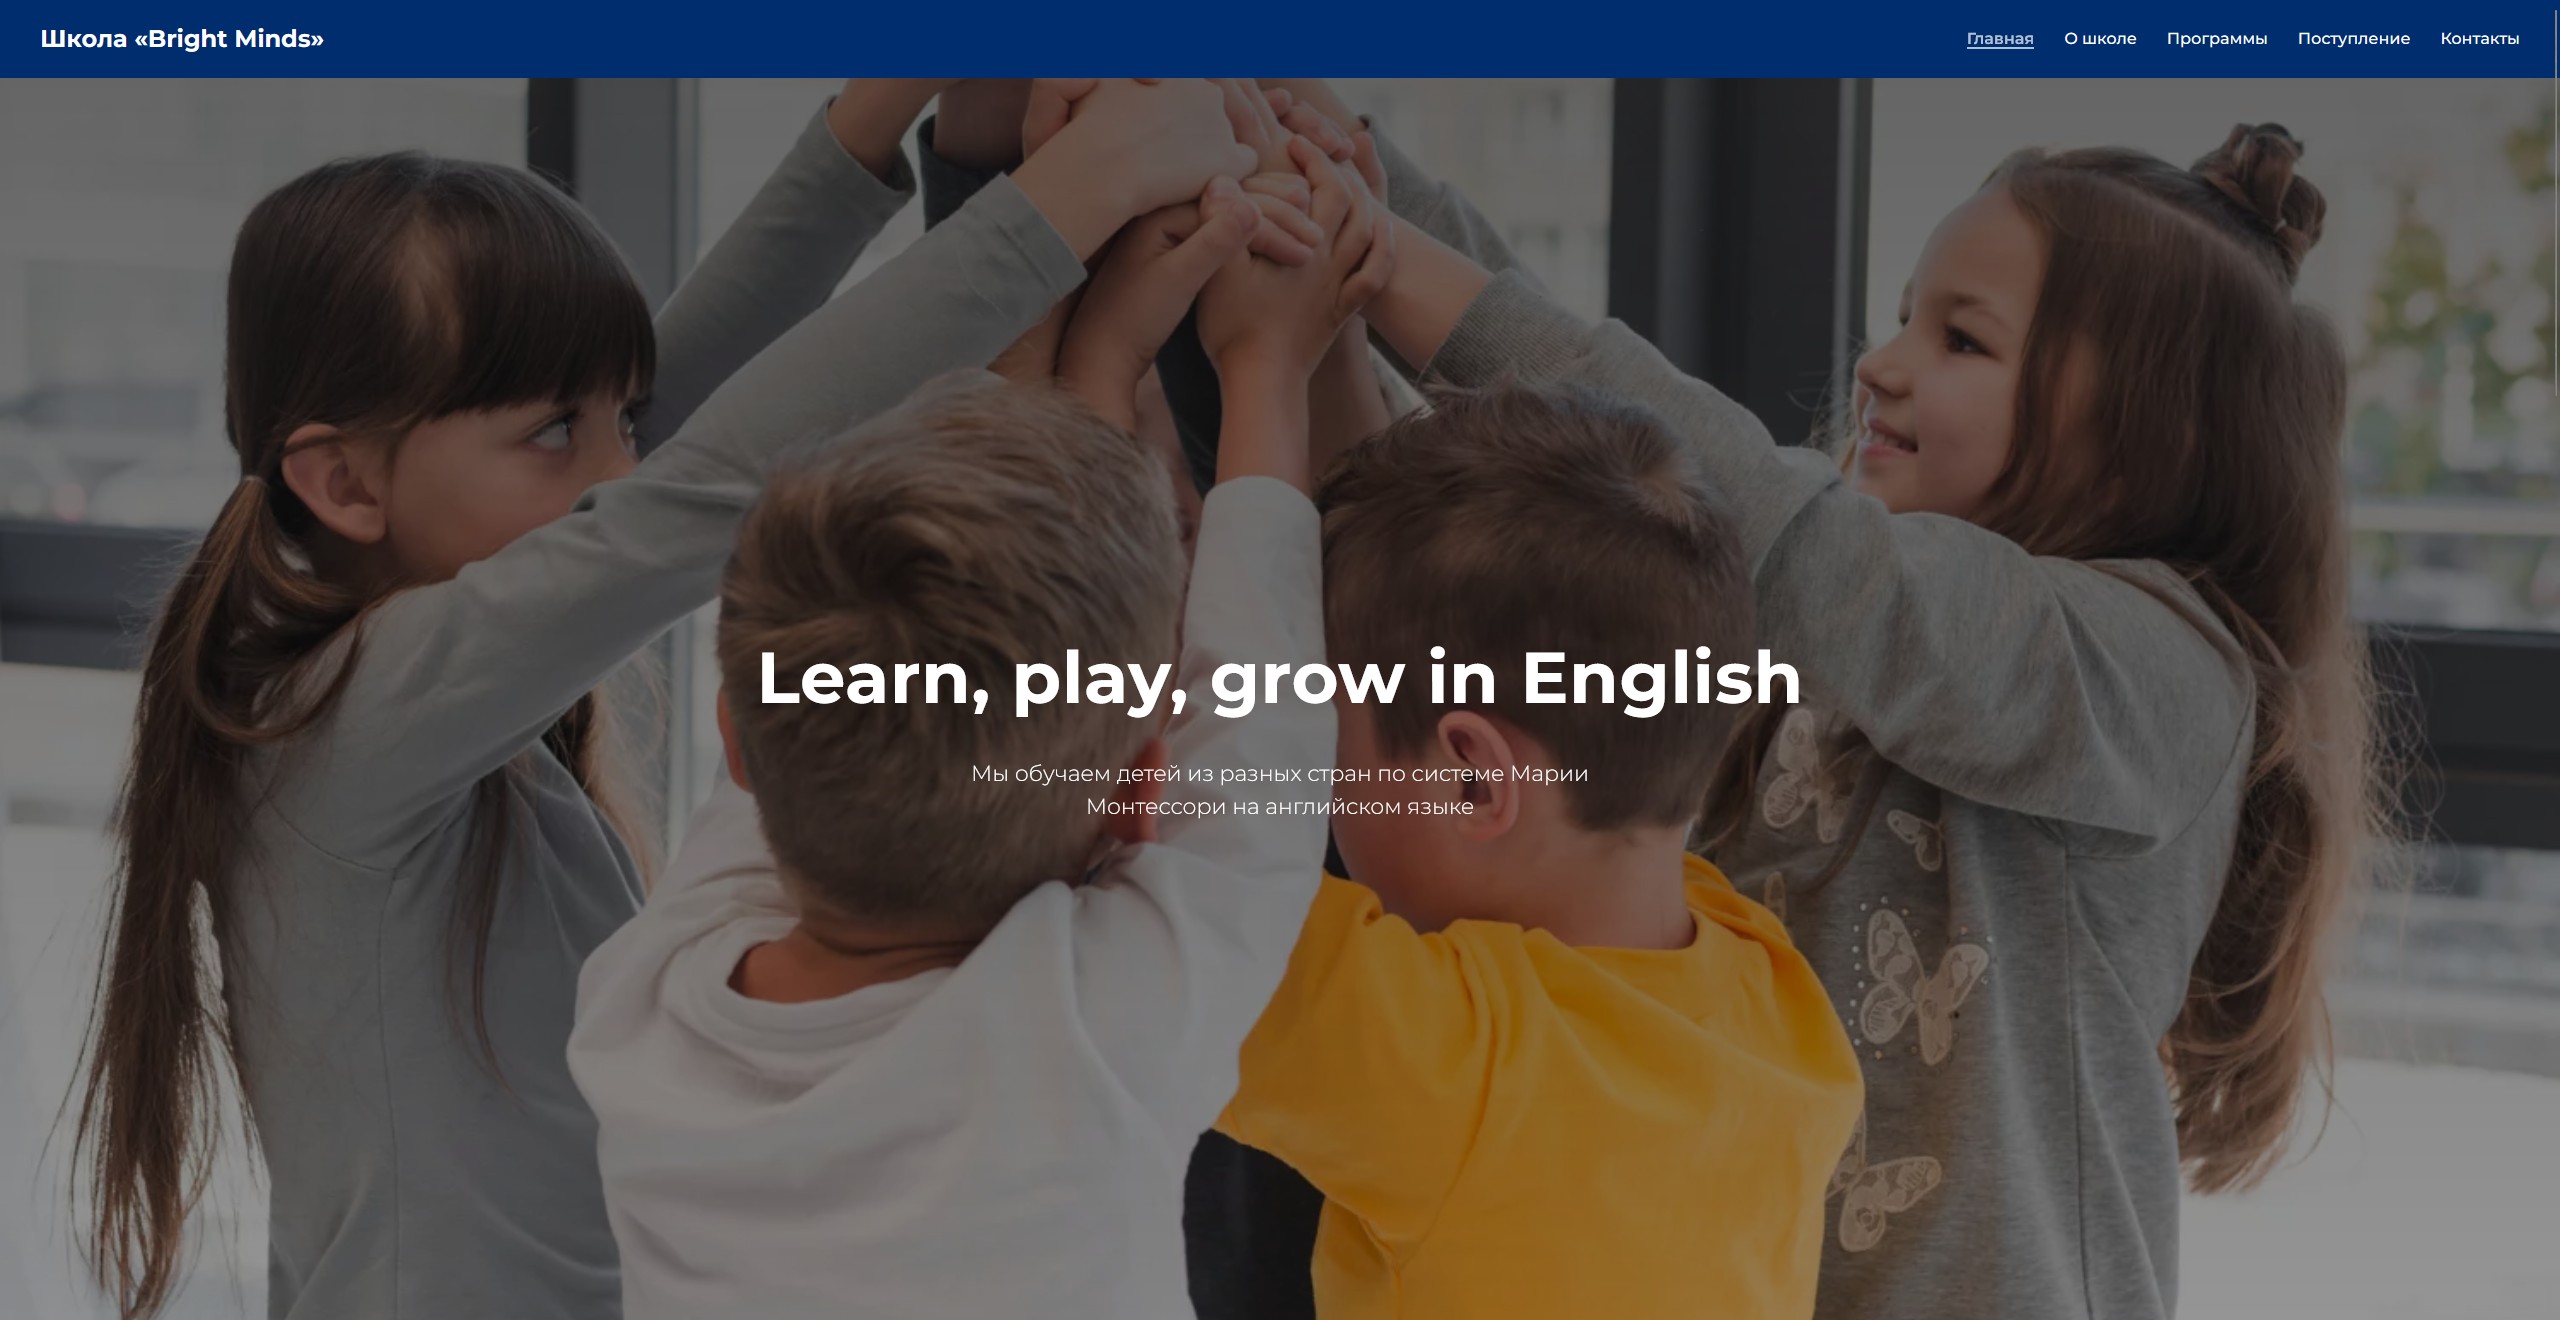 Школа «Bright Minds»
Главная О школе Программы Поступление Контакты
Learn, play, grow in English
Мы обучаем детей из разных стран по системе Марии
Монтессори на английском языке